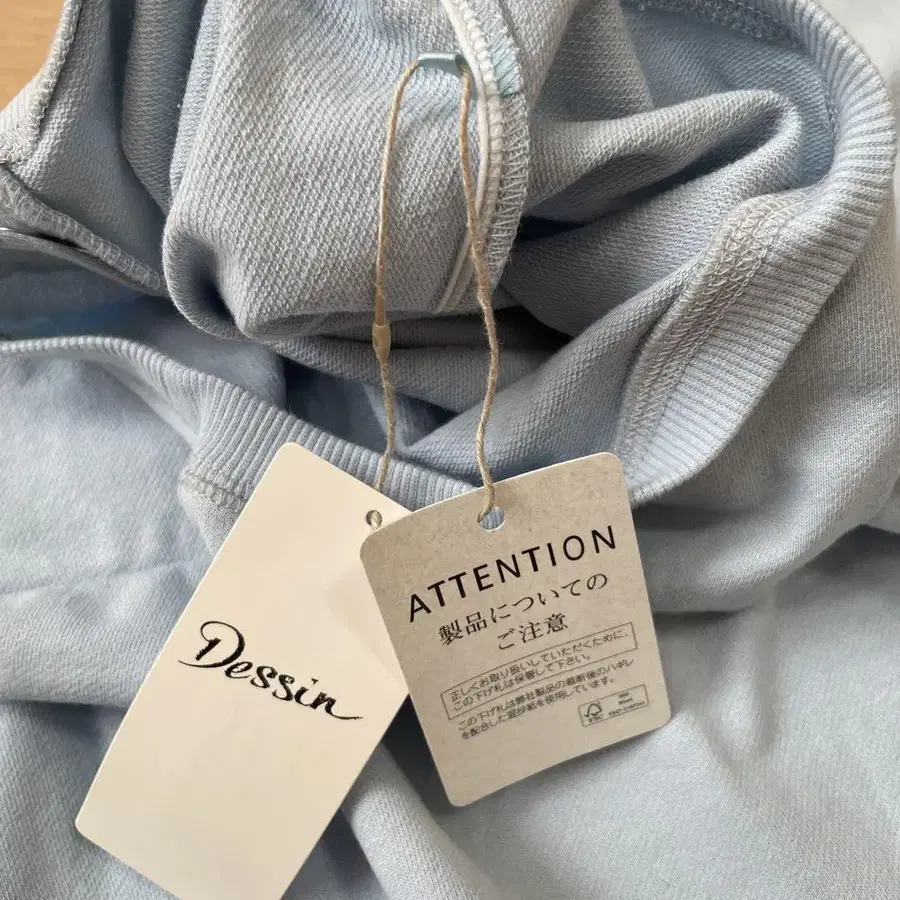 Dessin
ATTENTION
製品についての
ご注意
正しくお取り扱いしていただくために、
この下げ札は保管して下さい。
この下げ札は弊社製品の裁断後のハギレ
を配合した混抄紙を使用しています。
FSC